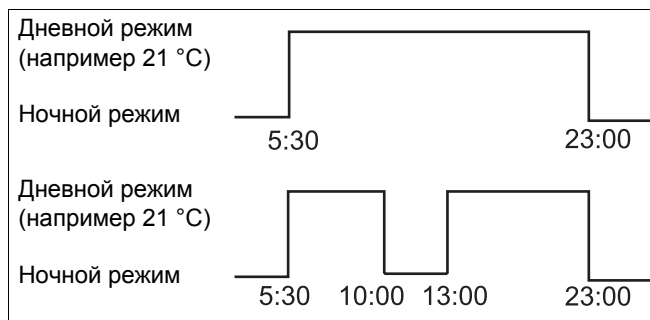 Дневной режим
(например 21 °C)
Ночной режим
5:30 23:00
Дневной режим
(например 21 °C)
Ночной режим
5:30 10:00 13:00 23:00